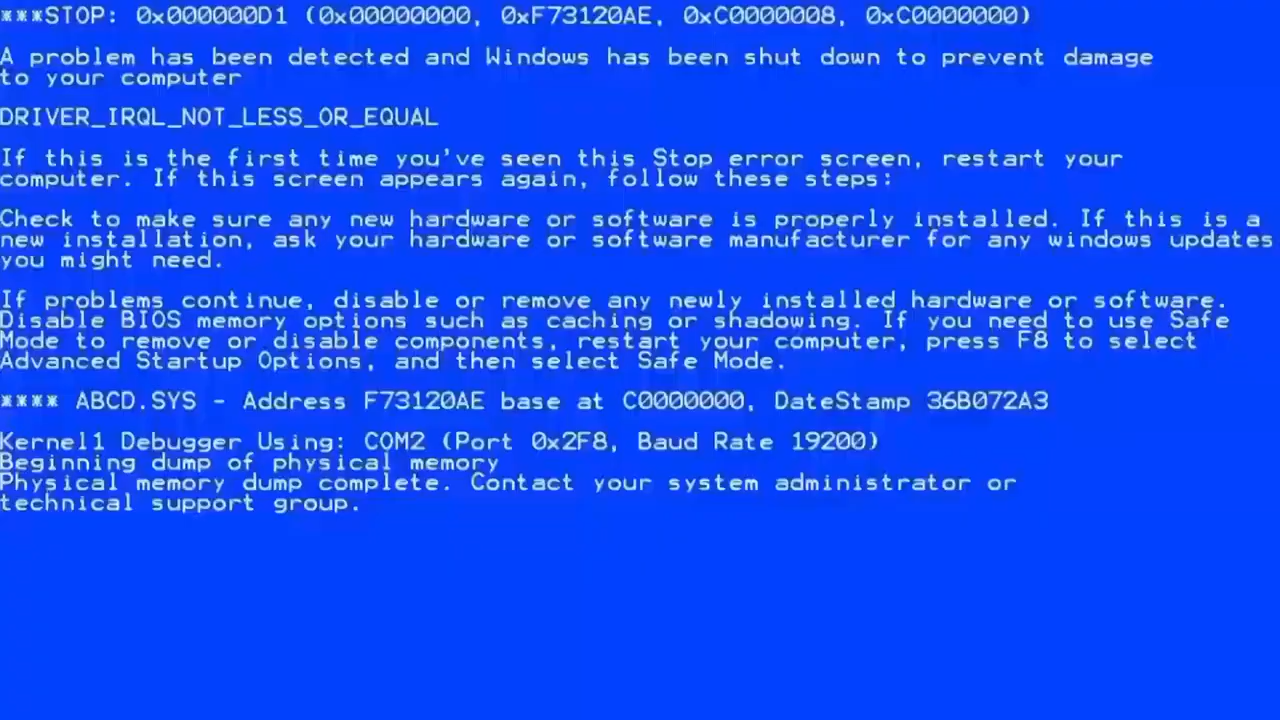 ***STOP: 0x000000D1 (0x00000000, 0xF73120AE, 0xC0000008, 0xC0000000)
A problem has been detected and Windows has been shut down to prevent damage
to your computer
DRIVER_IRQL_NOT_LESS_OR_EQUAL
If this is the first time you've seen this Stop error screen, restart your
computer. If this screen appears again, follow these steps:
Check to make sure any new hardware or software is properly installed. If this is a
new installation, ask your hardware or software manufacturer for any windows updates
you might need.
If problems continue, disable or remove any newly installed hardware or software.
Disable BIOS memory options such as caching or shadowing. If you need to use Safe
Mode to remove or disable components, restart your computer, press F8 to select
Advanced Startup Options, and then select Safe Mode.
**** ABCD.SYS - Address F73120AE base at C0000000, DateStamp 36B072A3
Kernel1 Debugger Using: COM2 (Port 0x2F8, Baud Rate 19200)
Beginning dump of physical memory
Physical memory dump complete. Contact your system administrator or
technical support group.